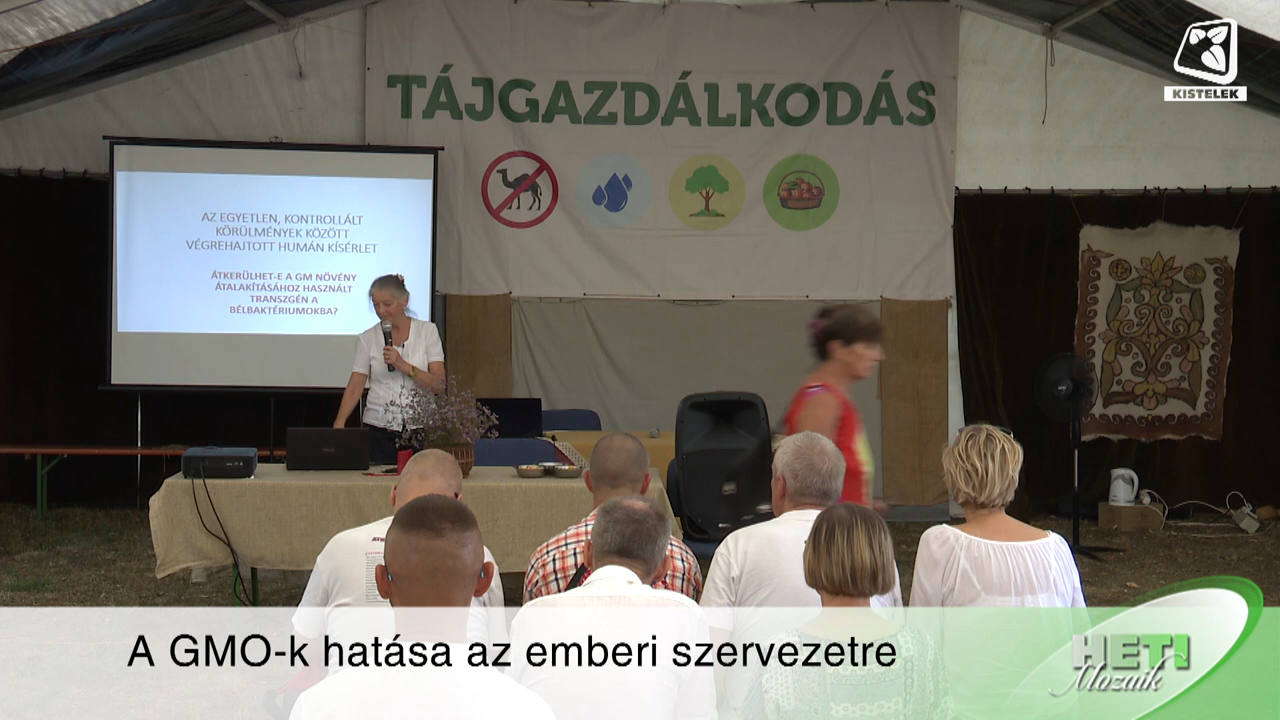 KISTELEK
TÁJGAZDÁLKODÁS
AZ EGYETLEN, KONTROLLÁLT
KÖRÜLMÉNYEK KÖZÖTT
VÉGREHAJTOTT HUMÁN KÍSÉRLET
ÁTKERÜLHET-E A GM NÖVÉNY
ÁTALAKÍTÁSÁHOZ HASZNÁLT
TRANSZGÉN A
BÉLBAKTÉRIUMOKBA?
A GMO-k hatása az emberi szervezetre
HETI
Mozaik